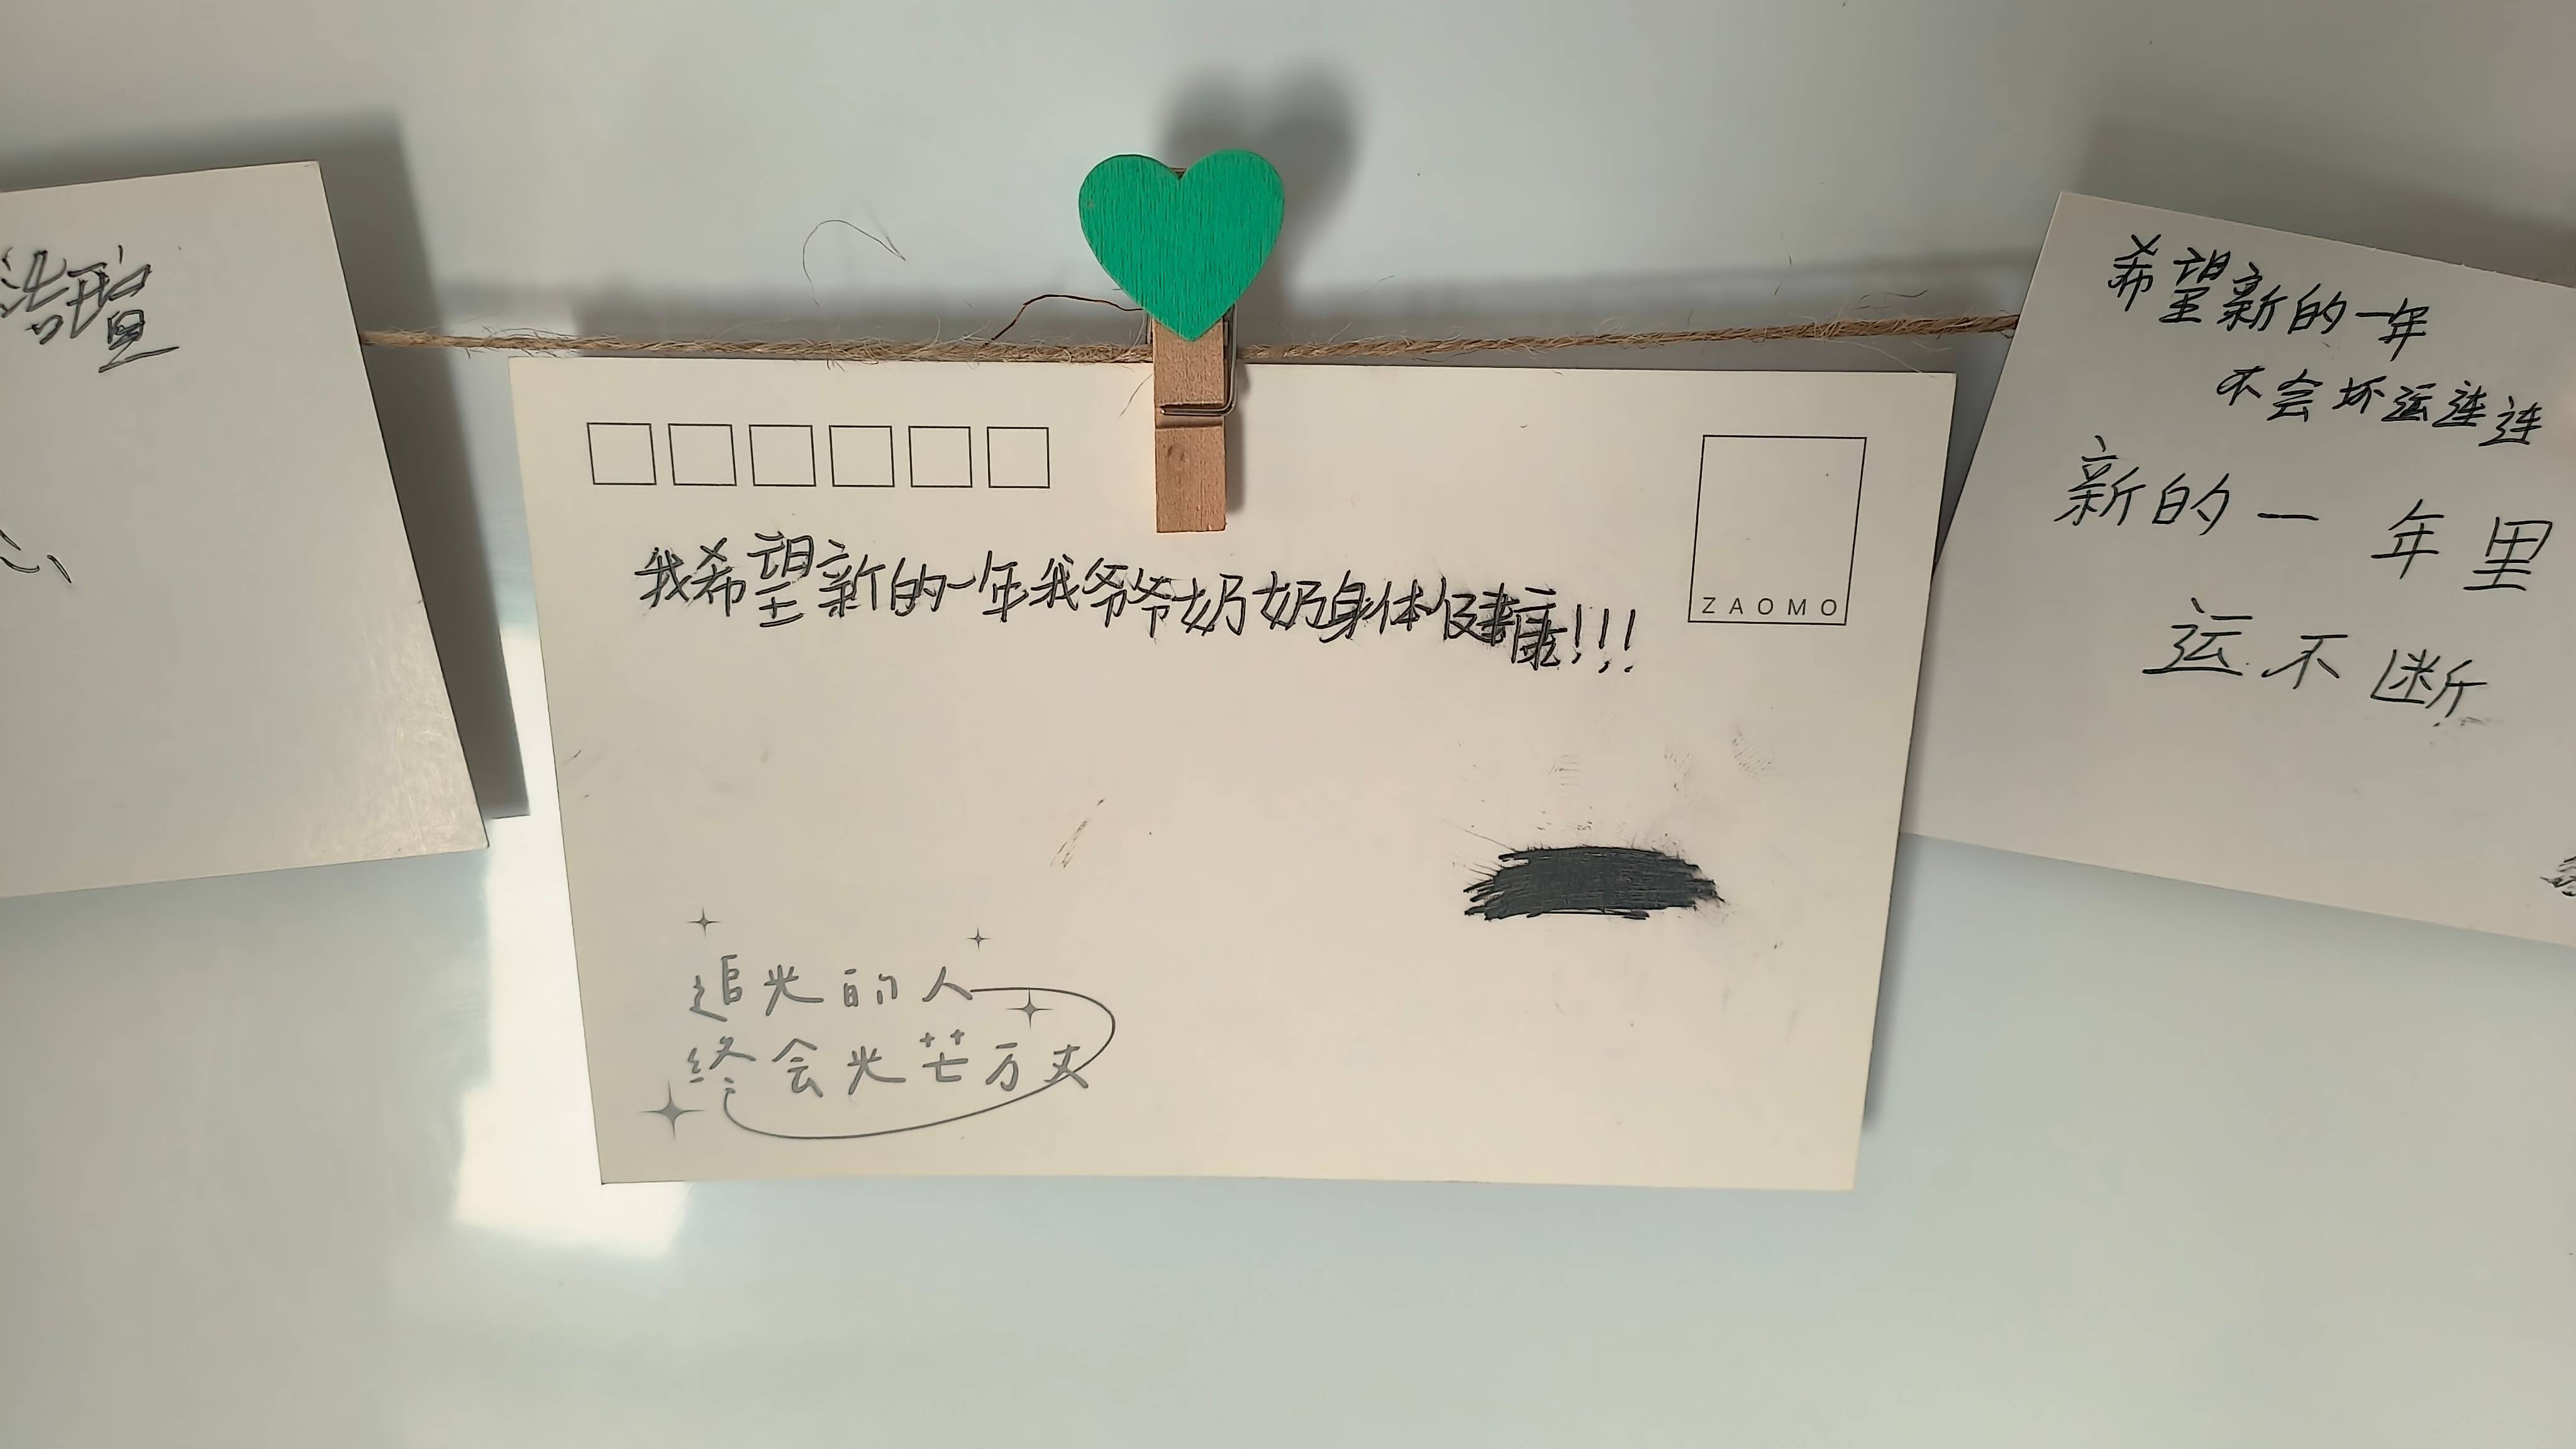 我希望新的一年我爷爷奶奶身体健康!!!
ZAOMO
追光的人
终会光芒万丈
希望新的一年
不会坏运连连
新的一年里
运不断